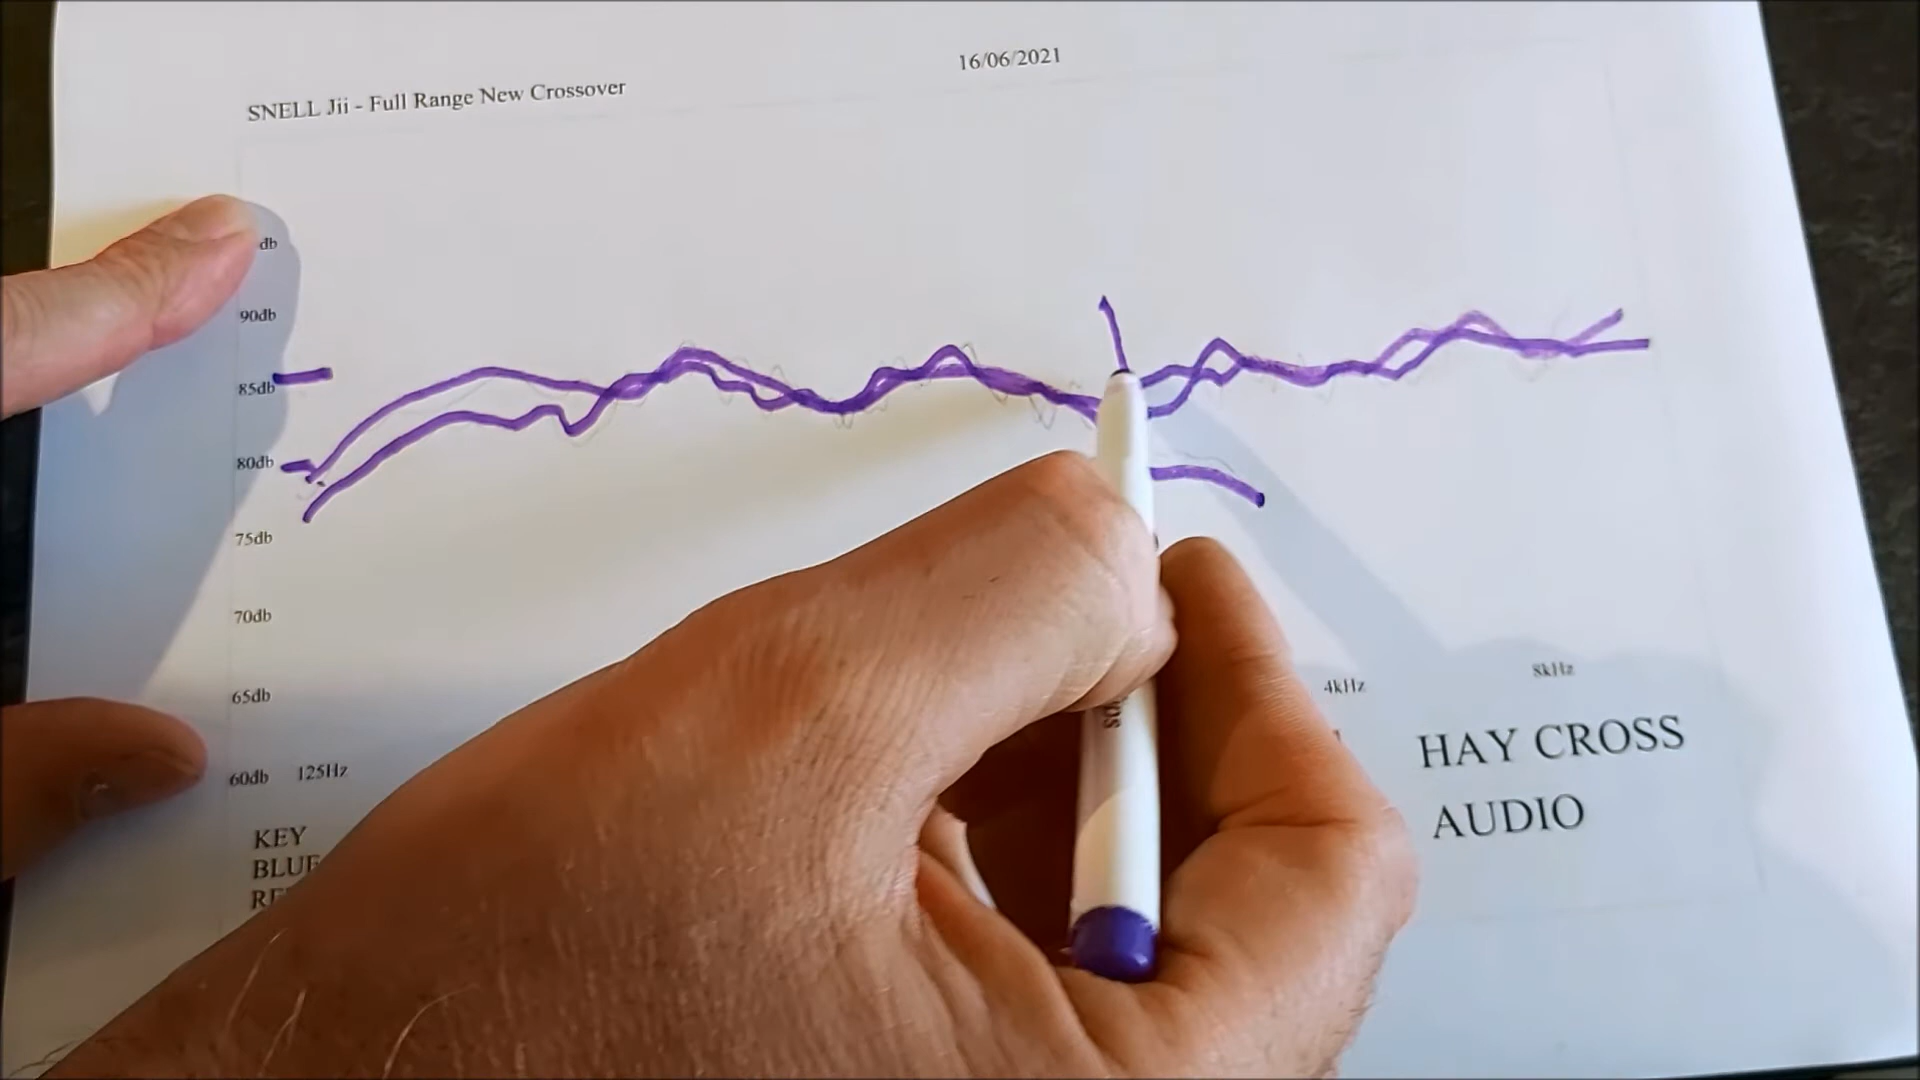 16/06/2021
SNELL Jii - Full Range New Crossover
db
90db
85db
80db
75db
70db
65db
60db
125Hz
4kHz
8kHz
HAY CROSS
AUDIO
KEY
BLUE